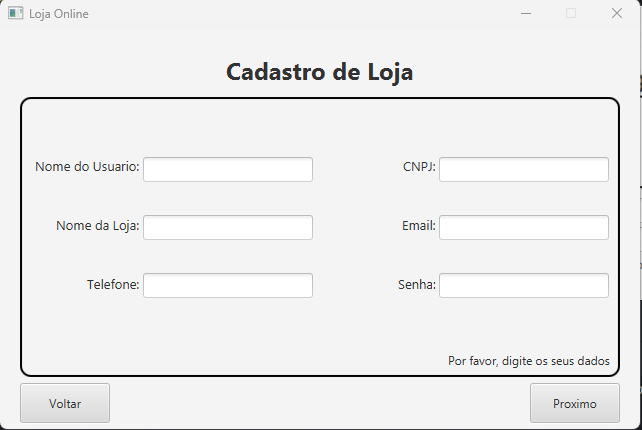 Loja Online
Cadastro de Loja
Nome do Usuario:
CNPJ:
Nome da Loja:
Email:
Telefone:
Senha:
Por favor, digite os seus dados
Voltar
Proximo